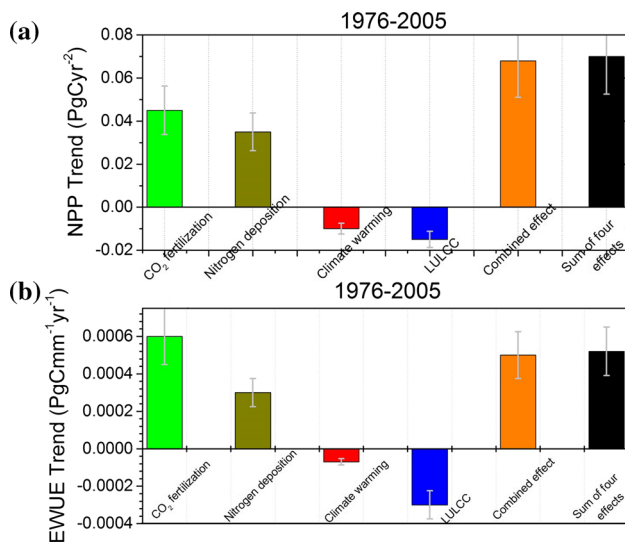 (a)
1976-2005
NPP Trend (PgCyr⁻²)
0.08
0.06
0.04
0.02
0.00
-0.02
CO₂ fertilization
Nitrogen deposition
Climate warming
LULCC
Combined effect
Sum of four
effects
(b)
1976-2005
EWUE Trend (PgCmm⁻¹yr⁻¹)
0.0006
0.0004
0.0002
0.0000
-0.0002
-0.0004
CO₂ fertilization
Nitrogen deposition
Climate warming
LULCC
Combined effect
Sum of four
effects